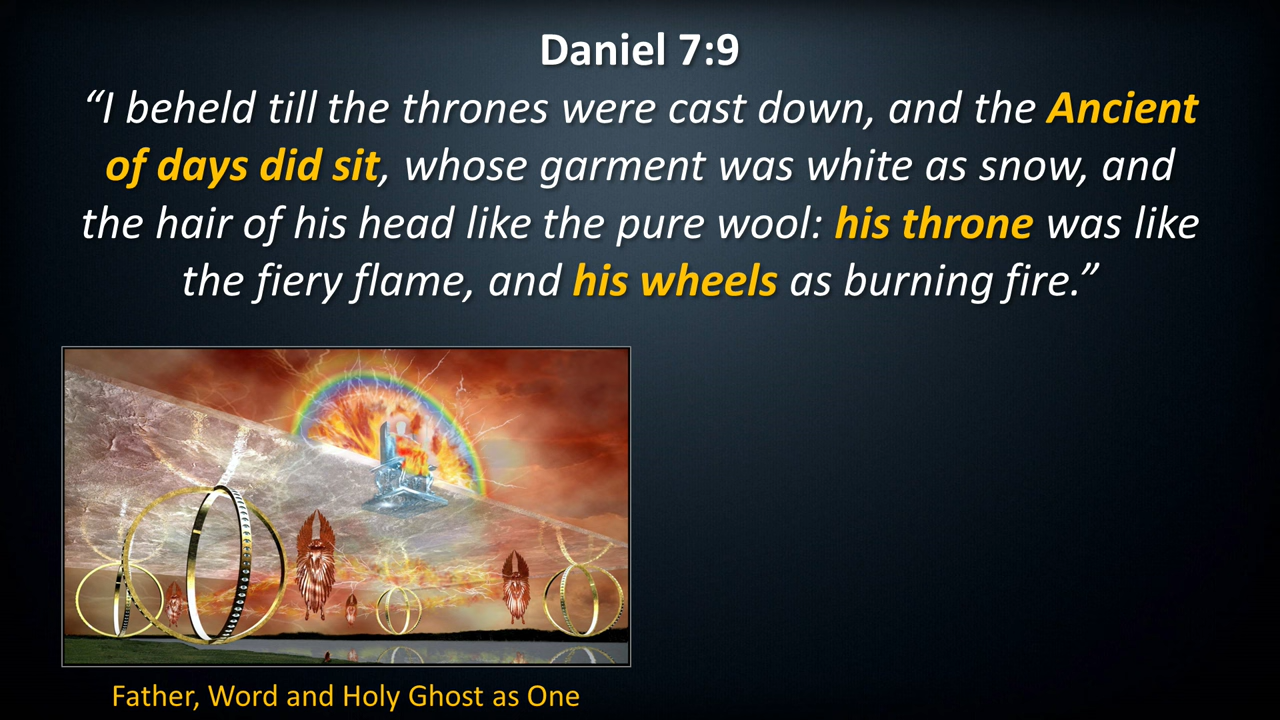 Daniel 7:9
“I beheld till the thrones were cast down, and the Ancient
of days did sit, whose garment was white as snow, and
the hair of his head like the pure wool: his throne was like
the fiery flame, and his wheels as burning fire.”
Father, Word and Holy Ghost as One